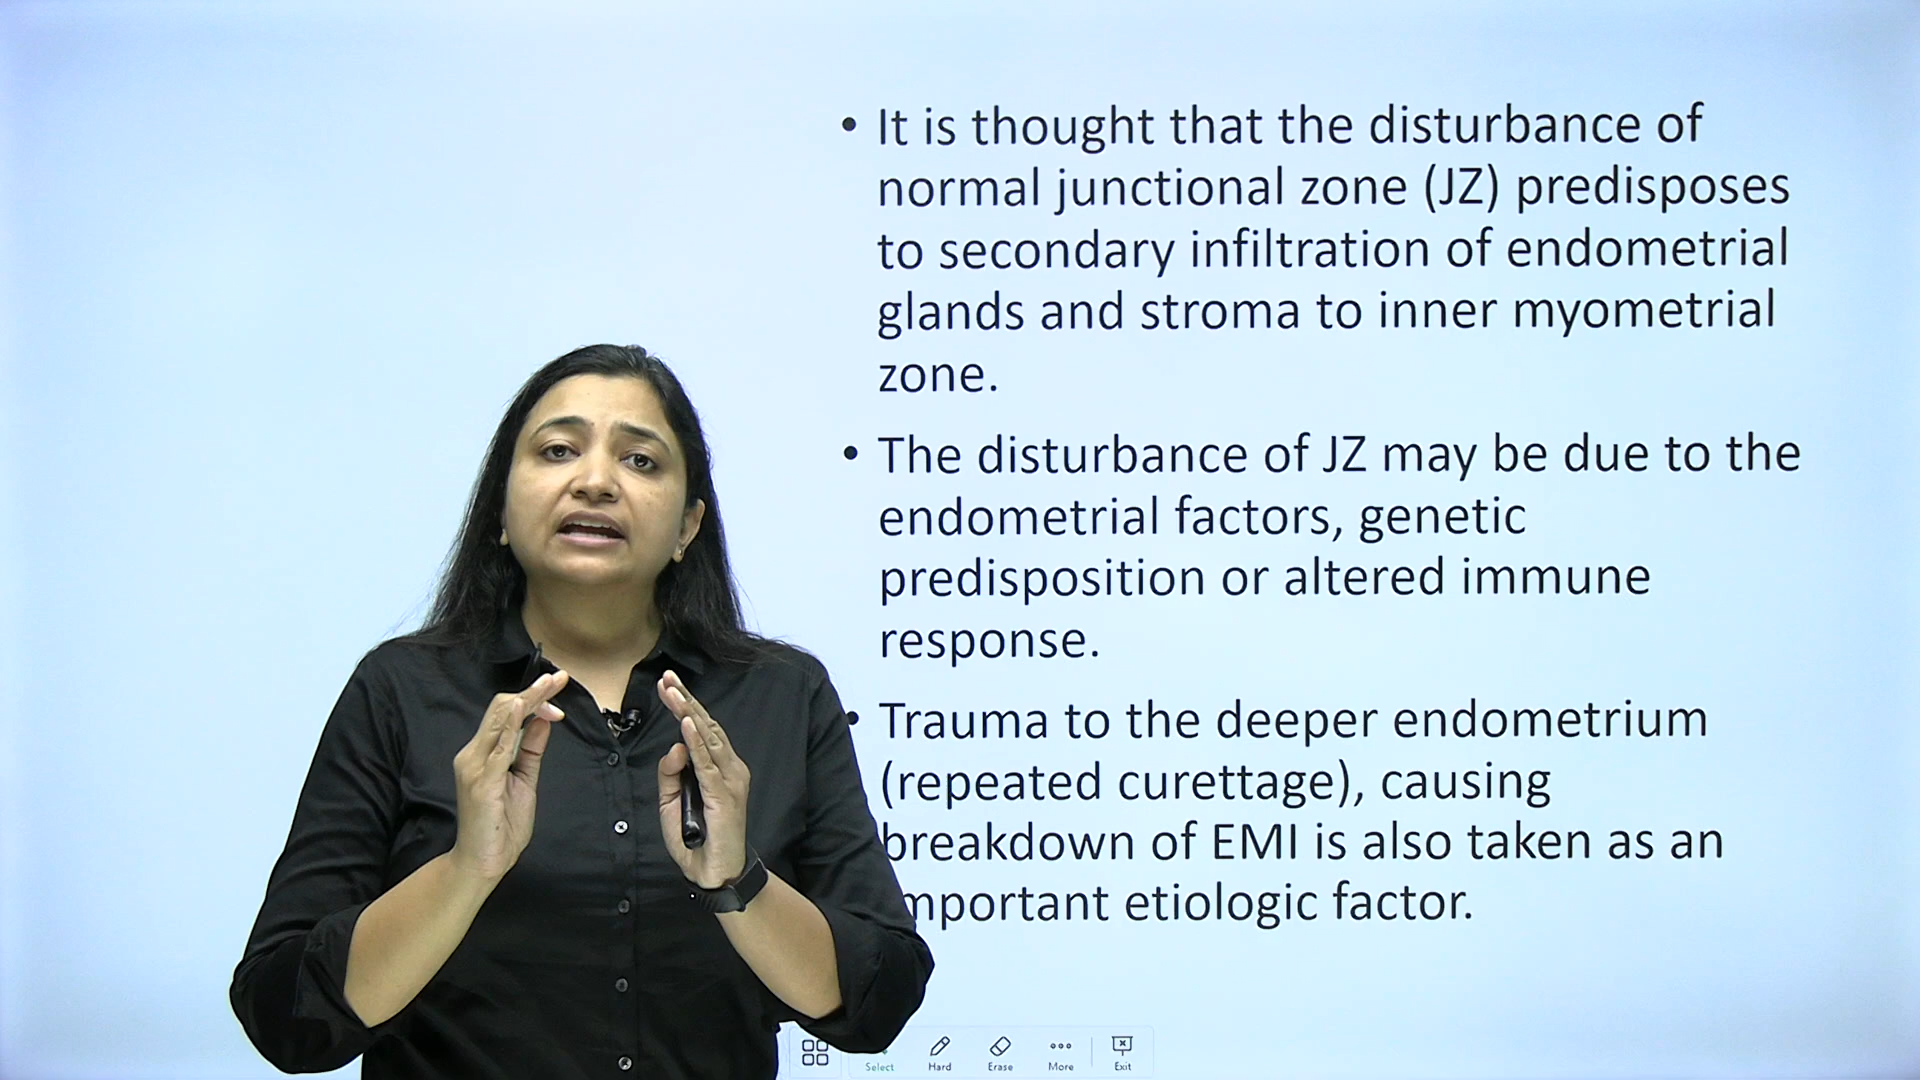 • It is thought that the disturbance of
normal junctional zone (JZ) predisposes
to secondary infiltration of endometrial
glands and stroma to inner myometrial
zone.
• The disturbance of JZ may be due to the
endometrial factors, genetic
predisposition or altered immune
response.
• Trauma to the deeper endometrium
(repeated curettage), causing
breakdown of EMI is also taken as an
mportant etiologic factor.
Select Hard Erase More Exit